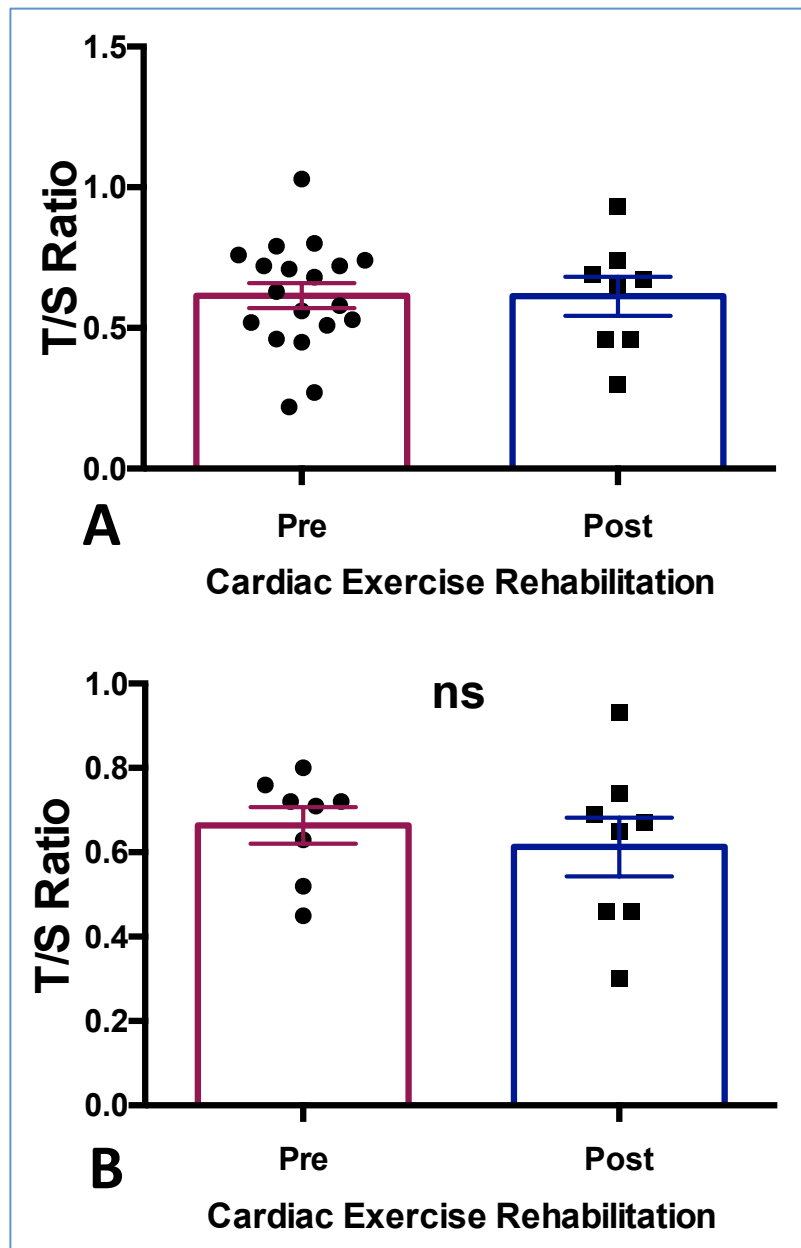 1.5
1.0
0.5
0.0
T/S Ratio
Pre
Post
A
Cardiac Exercise Rehabilitation
ns
1.0
0.8
0.6
0.4
0.2
0.0
T/S Ratio
Pre
Post
B
Cardiac Exercise Rehabilitation